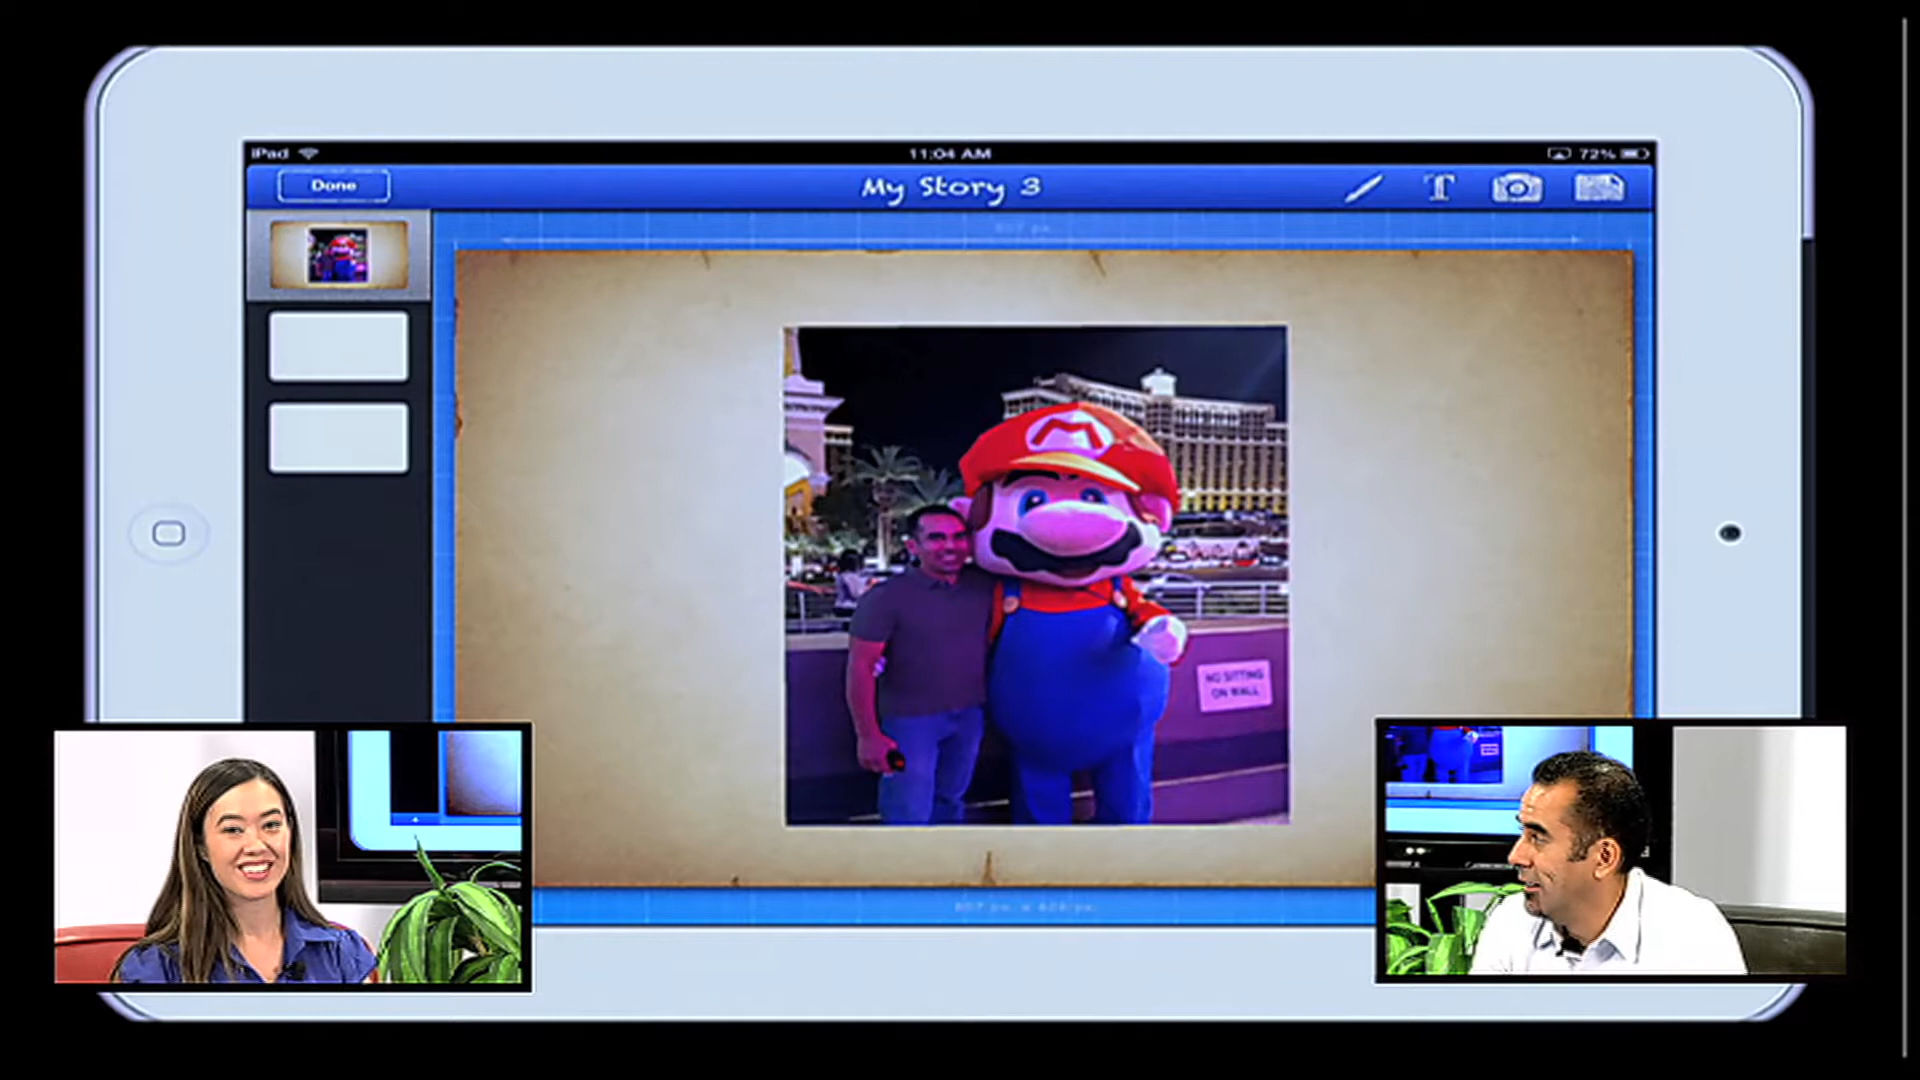 iPad
11:04 AM
72%
Done
My Story 3
T
M
NO SITTING
ON WALL